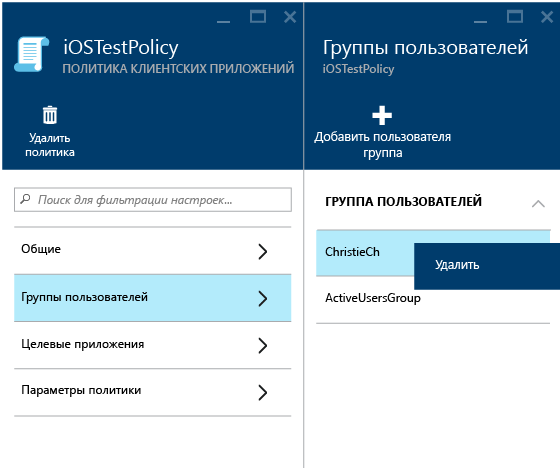 iOSTestPolicy
ПОЛИТИКА КЛИЕНТСКИХ ПРИЛОЖЕНИЙ
Удалить
политика
Поиск для фильтрации настроек...
Общие
Группы пользователей
Целевые приложения
Параметры политики
Группы пользователей
iOSTestPolicy
Добавить пользователя
группа
ГРУППА ПОЛЬЗОВАТЕЛЕЙ
ChristieCh
Удалить
ActiveUsersGroup